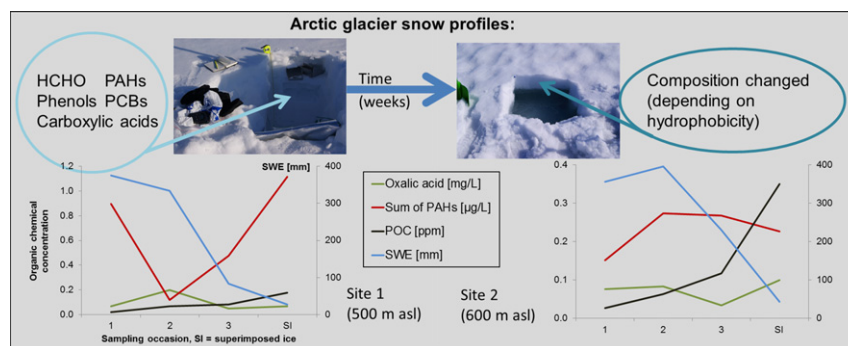 Arctic glacier snow profiles:
HCHO PAHs
Phenols PCBs
Carboxylic acids
Time
(weeks)
Composition changed
(depending on
hydrophobicity)
SWE [mm]
1.2
1.0
0.8
0.6
0.4
0.2
0.0
400
300
200
100
0
Organic chemical
concentration
1 2 3 SI
Sampling occasion, SI = superimposed ice
Oxalic acid [mg/L]
Sum of PAHs [µg/L]
POC [ppm]
SWE [mm]
Site 1
(500 m asl)
Site 2
(600 m asl)
0.4
0.3
0.2
0.1
0.0
400
300
200
100
0
1 2 3 SI